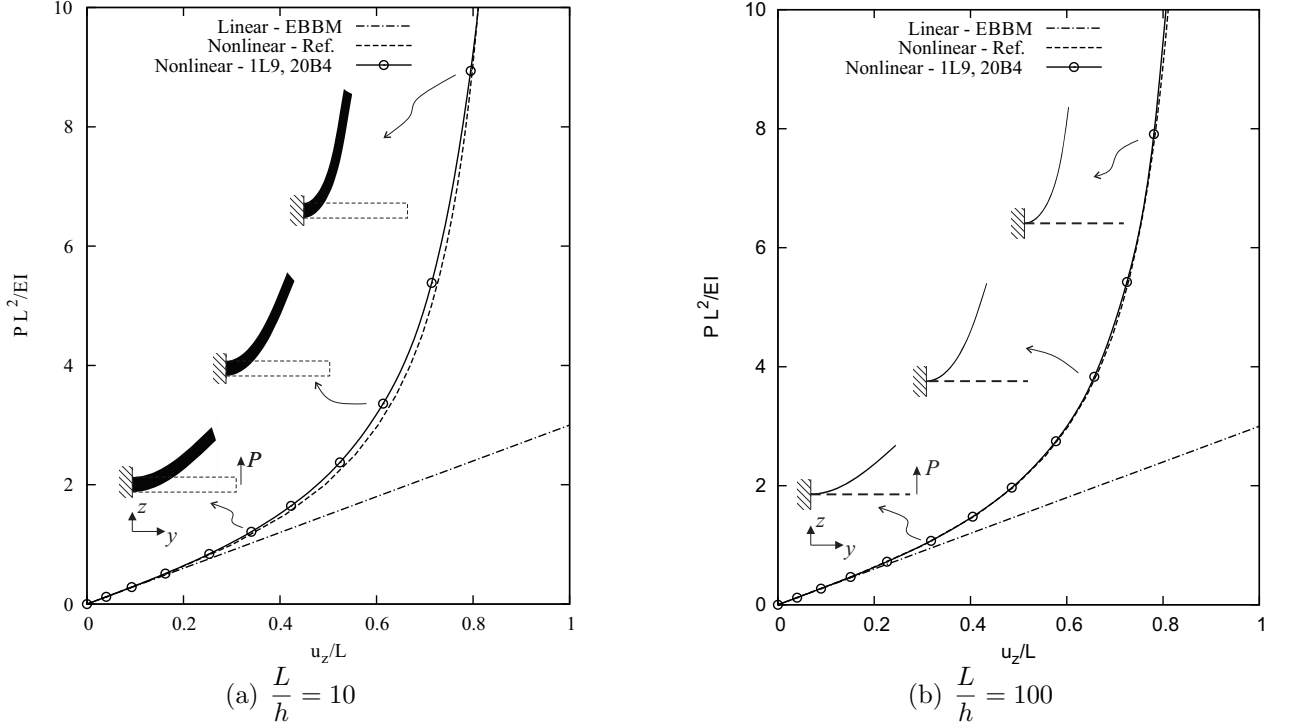 Linear - EBBM
Nonlinear - Ref.
Nonlinear - 1L9, 20B4
10
8
6
4
2
0
P L²/EI
P
z
y
0 0.2 0.4 0.6 0.8 1
u_z/L
(a) L/h = 10
Linear - EBBM
Nonlinear - Ref.
Nonlinear - 1L9, 20B4
10
8
6
4
2
0
P L²/EI
P
z
y
0 0.2 0.4 0.6 0.8 1
u_z/L
(b) L/h = 100